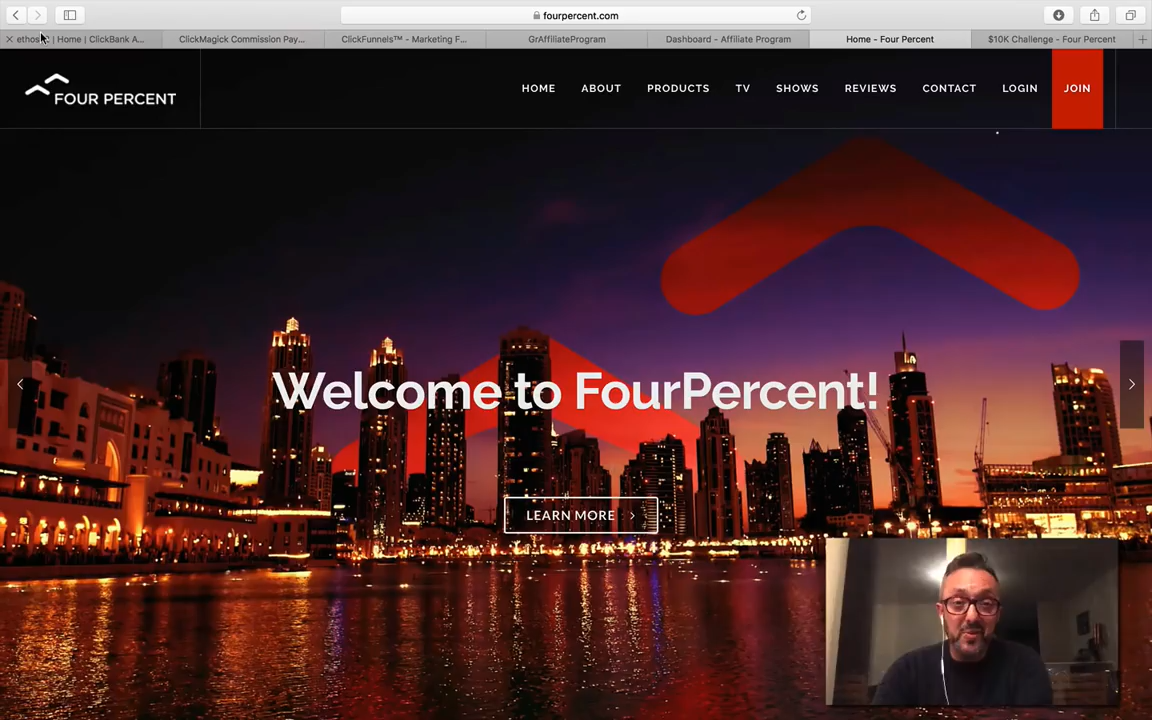 fourpercent.com
Home | ClickBank A...
ClickMagick Commission Pay...
ClickFunnels™ - Marketing F...
GrAffiliateProgram
Dashboard - Affiliate Program
Home - Four Percent
$10K Challenge - Four Percent
FOUR PERCENT
HOME
ABOUT
PRODUCTS
TV
SHOWS
REVIEWS
CONTACT
LOGIN
JOIN
Welcome to FourPercent!
LEARN MORE